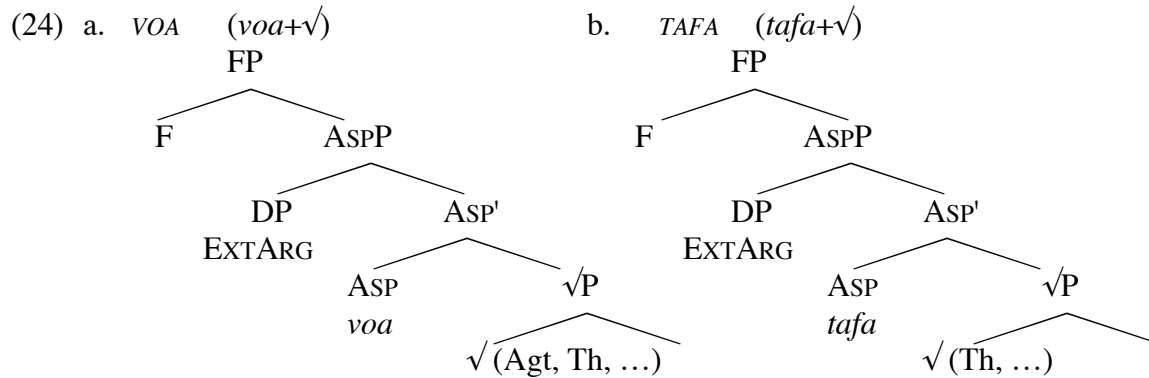 (24) a. VOA (voa+√) b. TAFA (tafa+√)
FP FP
F ASPP F ASPP
DP ASP' DP ASP'
EXTARG EXTARG
ASP √P ASP √P
voa tafa
√ (Agt, Th, …) √ (Th, …)